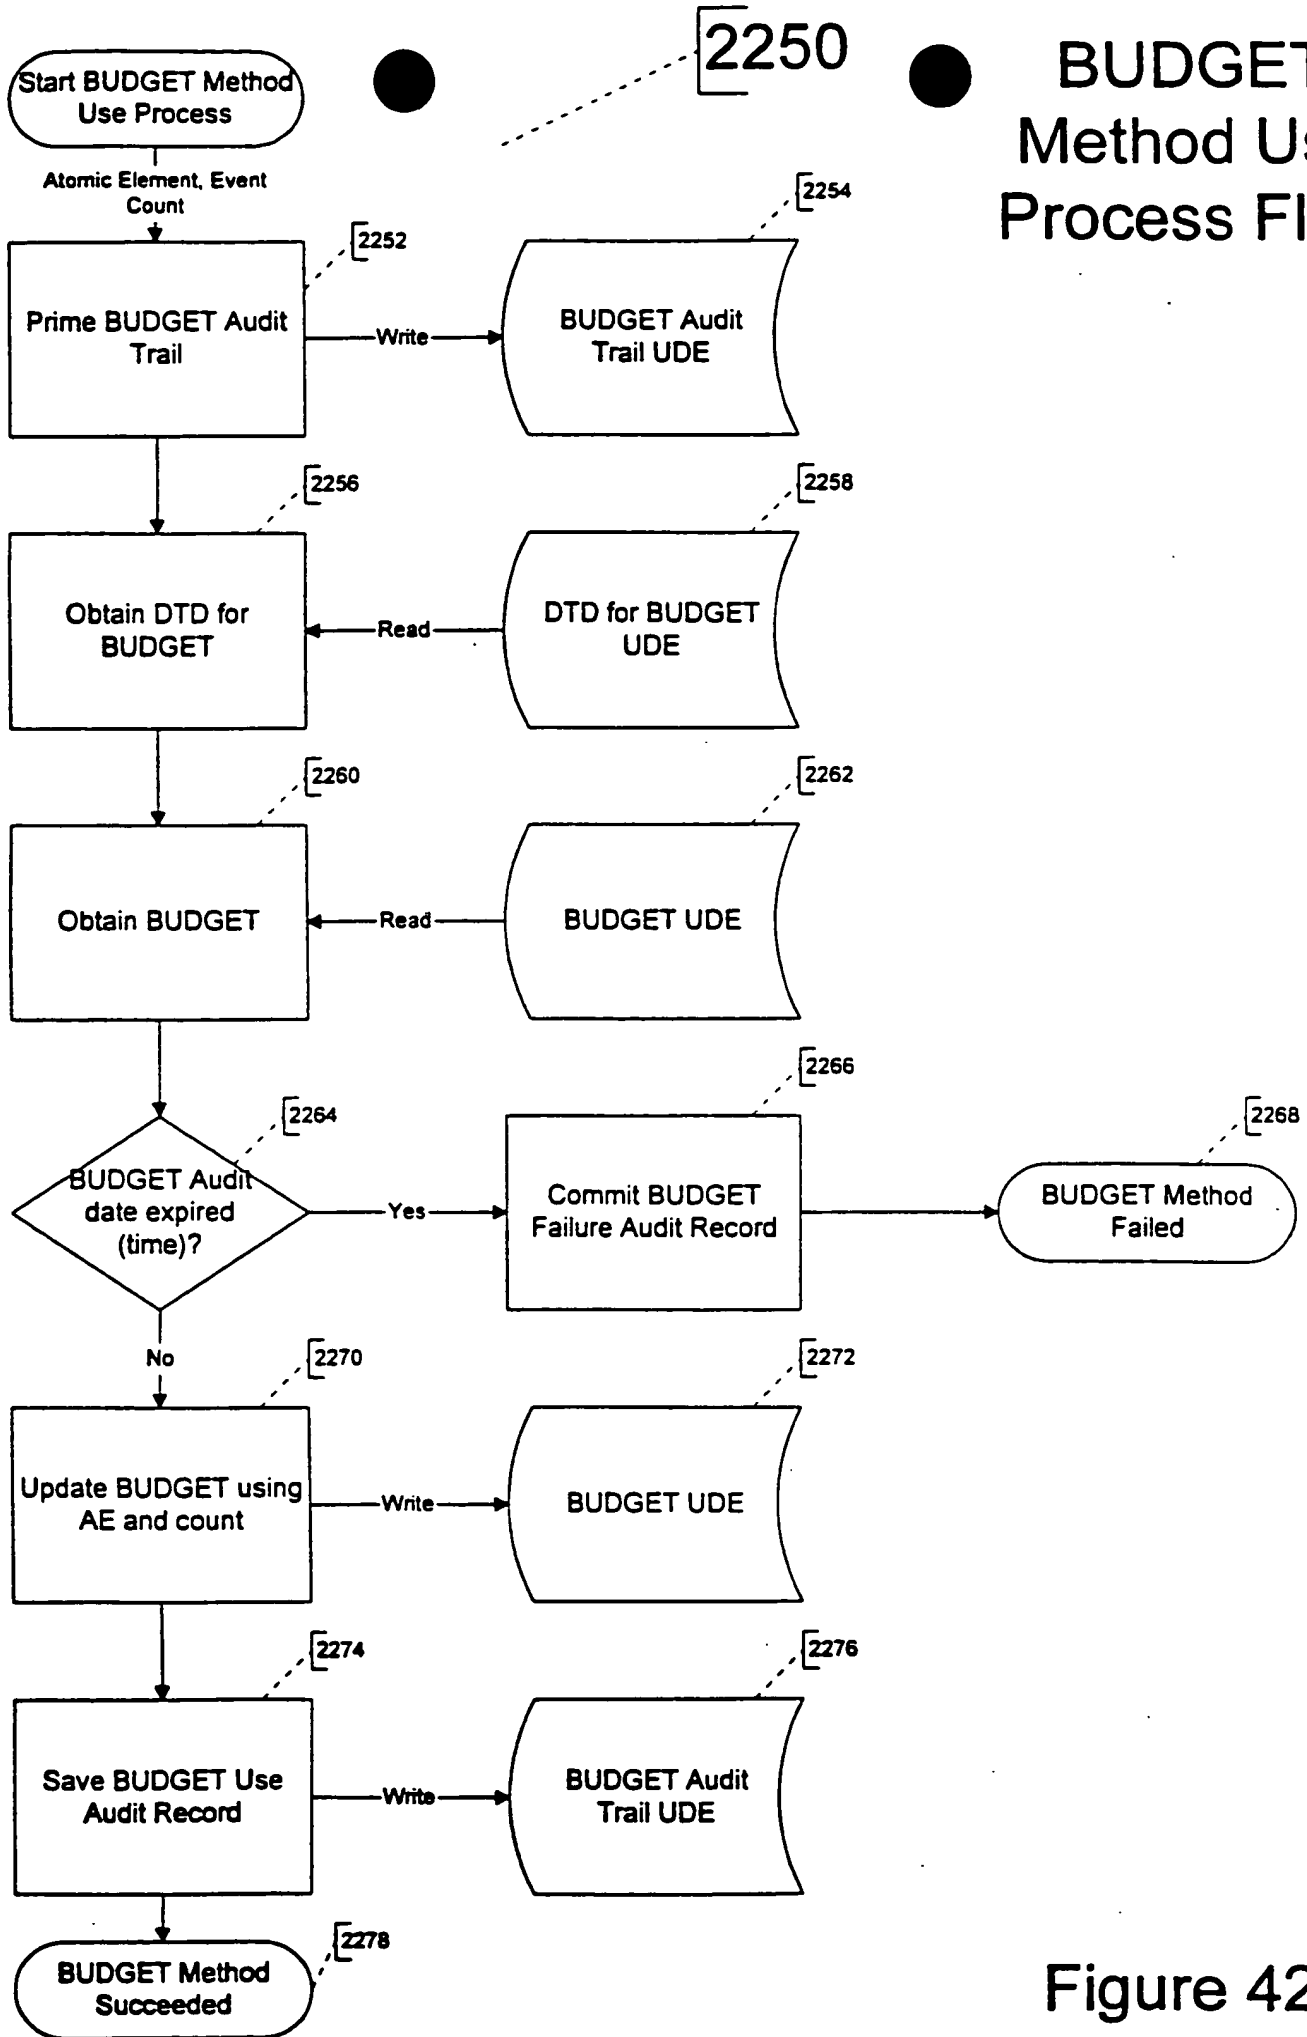 2250
BUDGET
Method Us
Process Fl
Start BUDGET Method
Use Process
Atomic Element, Event
Count
2252
2254
Prime BUDGET Audit
Trail
Write
BUDGET Audit
Trail UDE
2256
2258
Obtain DTD for
BUDGET
Read
DTD for BUDGET
UDE
2260
2262
Obtain BUDGET
Read
BUDGET UDE
2264
2266
2268
BUDGET Audit
date expired
(time)?
Yes
Commit BUDGET
Failure Audit Record
BUDGET Method
Failed
No
2270
2272
Update BUDGET using
AE and count
Write
BUDGET UDE
2274
2276
Save BUDGET Use
Audit Record
Write
BUDGET Audit
Trail UDE
2278
BUDGET Method
Succeeded
Figure 42